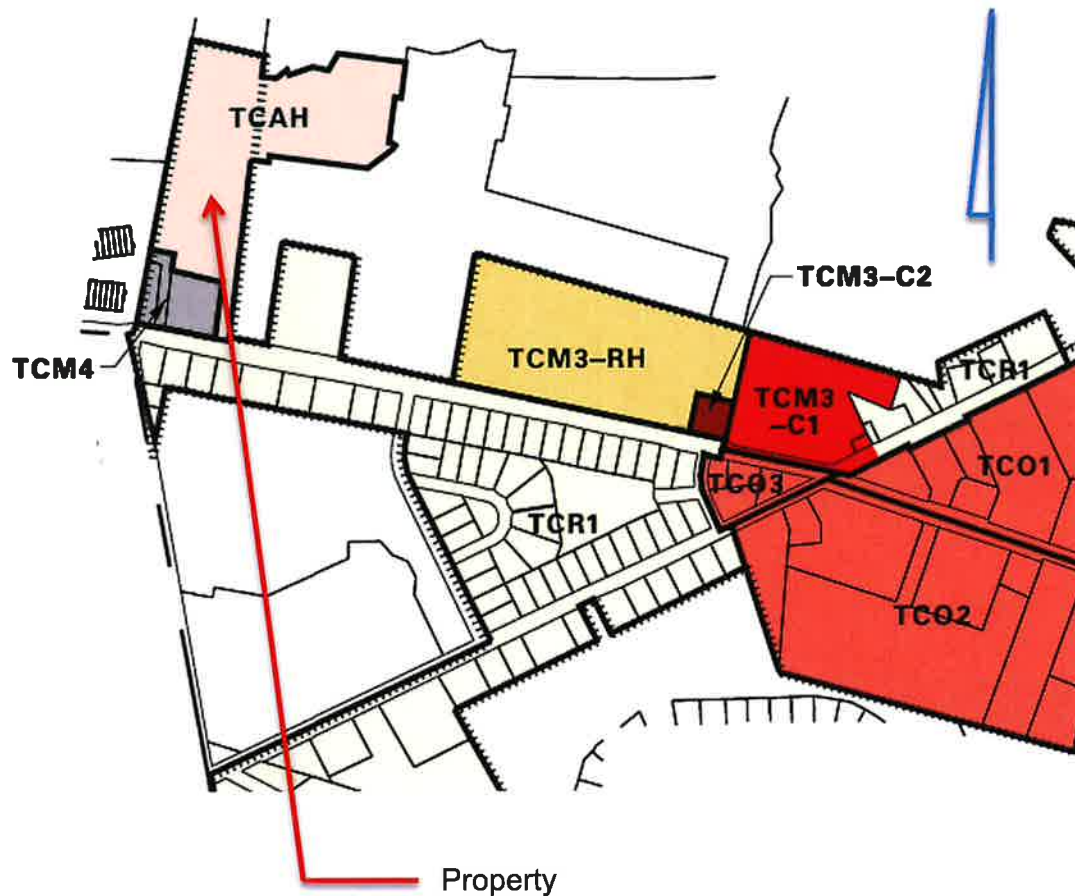 TCAH
TCM3–C2
TCM4
TCM3–RH
TCR1
TCM3
–C1
TCO1
TCO3
TCR1
TCO2
Property